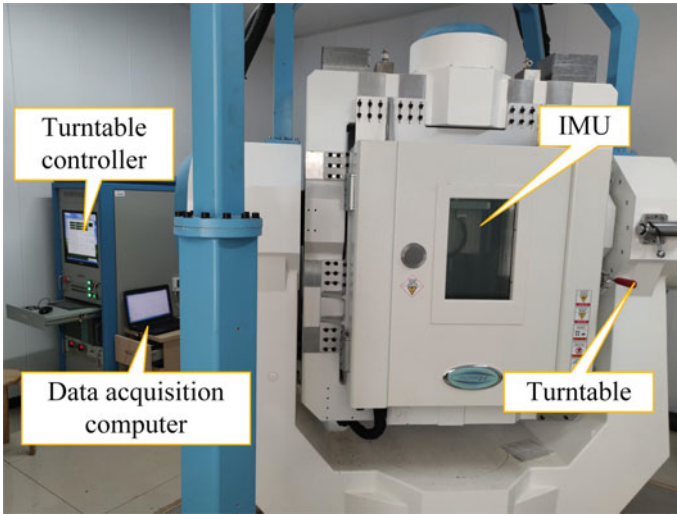 Turntable
controller
IMU
Data acquisition
computer
Turntable